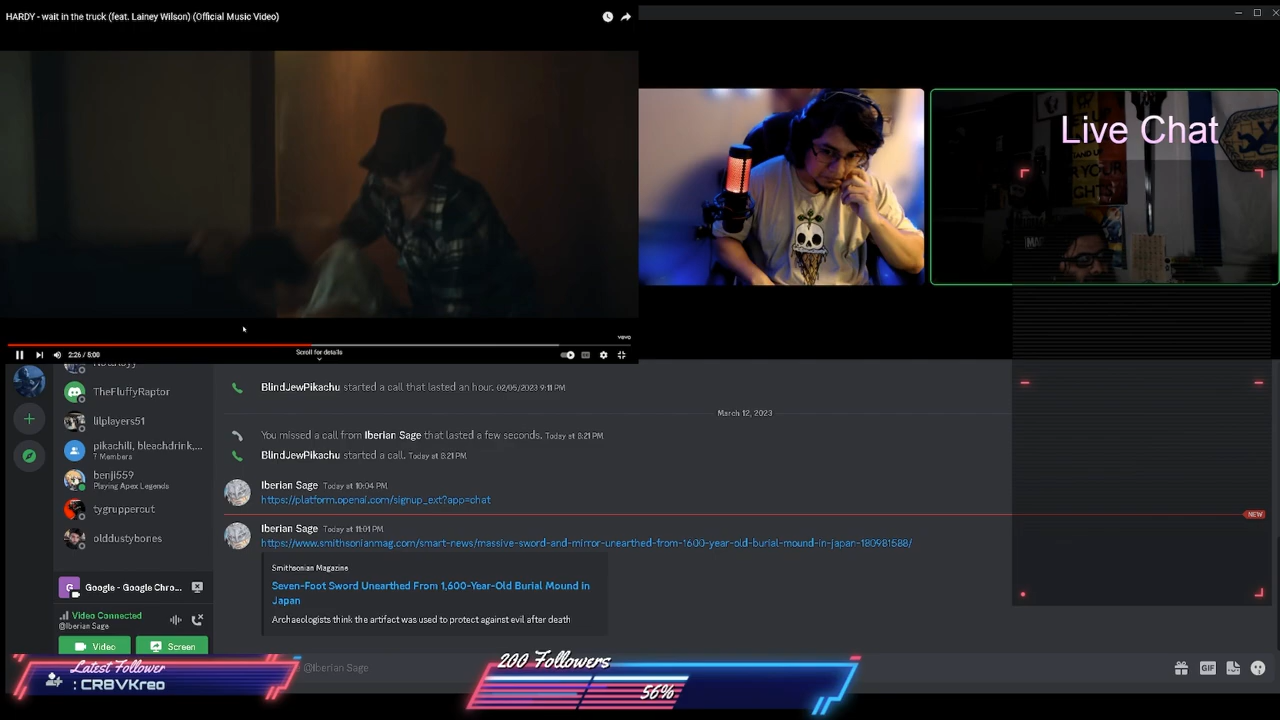 HARDY - wait in the truck (feat. Lainey Wilson) (Official Music Video)
Live Chat
vevo
2:26 / 5:00
Scroll for details
TheFluffyRaptor
lilplayers51
pikachili, bleachdrink,...
7 Members
benji559
Playing Apex Legends
tygruppercut
olddustybones
G
Google - Google Chro...
Video Connected
@Iberian Sage
Video
Screen
BlindJewPikachu started a call that lasted an hour. 02/05/2023 9:11 PM
March 12, 2023
You missed a call from Iberian Sage that lasted a few seconds. Today at 8:21 PM
BlindJewPikachu started a call. Today at 8:21 PM
Iberian Sage Today at 10:04 PM
https://platform.openai.com/signup_ext?app=chat
NEW
Iberian Sage Today at 11:01 PM
https://www.smithsonianmag.com/smart-news/massive-sword-and-mirror-unearthed-from-1600-year-old-burial-mound-in-japan-180981588/
Smithsonian Magazine
Seven-Foot Sword Unearthed From 1,600-Year-Old Burial Mound in
Japan
Archaeologists think the artifact was used to protect against evil after death
@Iberian Sage
GIF
Latest Follower
: CR8VKreo
200 Followers
56%